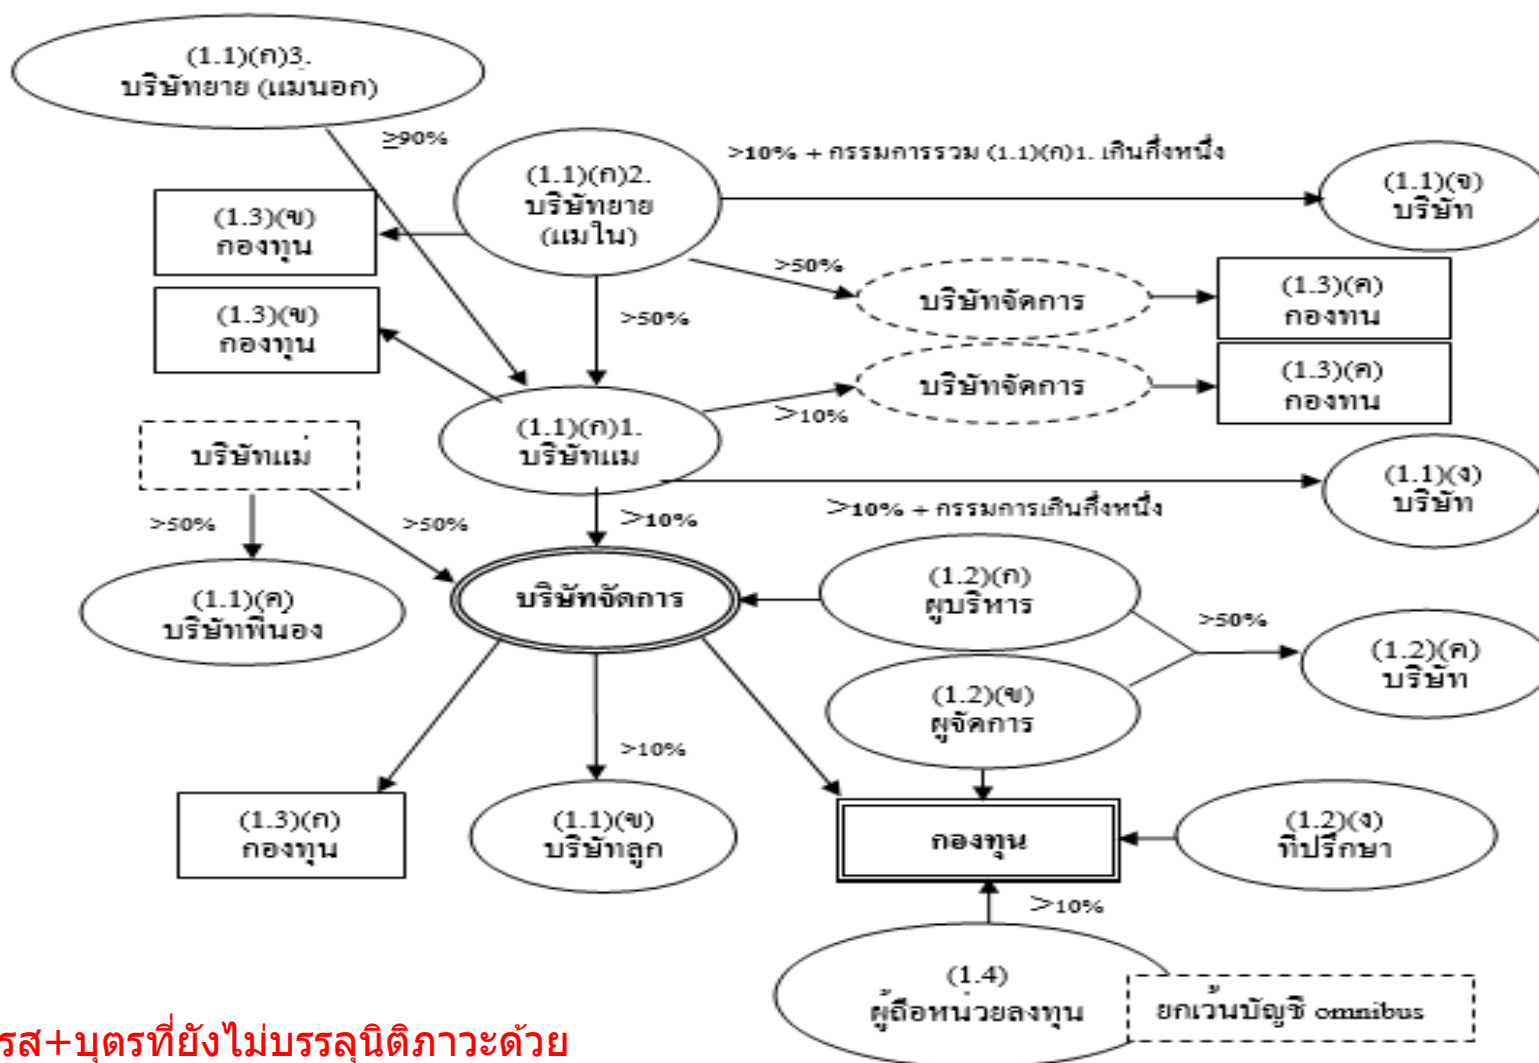 (1.1)(ก)3.
บริษัทยาย (แม่นอก)
≥90%
(1.1)(ก)2.
บริษัทยาย
(แมใน)
>10% + กรรมการรวม (1.1)(ก)1. เกินกึ่งหนึ่ง
(1.1)(จ)
บริษัท
(1.3)(ข)
กองทุน
>50%
บริษัทจัดการ
(1.3)(ค)
กองทน
(1.3)(ข)
กองทุน
>50%
บริษัทจัดการ
(1.3)(ค)
กองทน
>10%
(1.1)(ก)1.
บริษัทแม
บริษัทแม่
(1.1)(ง)
บริษัท
>50%
>50%
>10%
>10% + กรรมการเกินกึ่งหนึ่ง
(1.1)(ค)
บริษัทพี่นอง
บริษัทจัดการ
(1.2)(ก)
ผูบริหาร
>50%
(1.2)(ค)
บริษัท
(1.2)(ข)
ผูจัดการ
>10%
(1.3)(ก)
กองทุน
(1.1)(ข)
บริษัทลูก
กองทุน
(1.2)(ง)
ที่ปรึกษา
>10%
(1.4)
ผู้ถือหน่วยลงทุน
ยกเว้นบัญชี omnibus
รส+บุตรที่ยังไม่บรรลุนิติภาวะด้วย